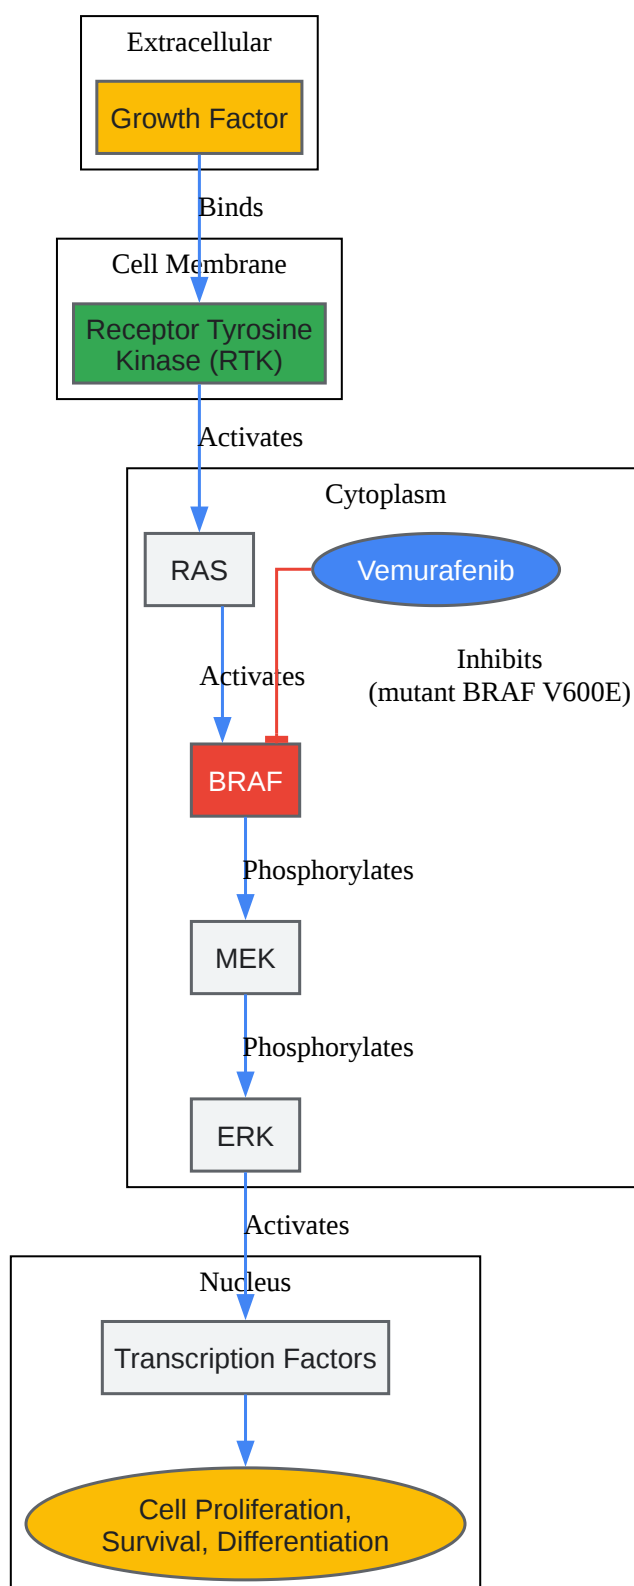 Extracellular
Growth Factor
Binds
Cell Membrane
Receptor Tyrosine
Kinase (RTK)
Activates
Cytoplasm
RAS
Vemurafenib
Activates
Inhibits
(mutant BRAF V600E)
BRAF
Phosphorylates
MEK
Phosphorylates
ERK
Activates
Nucleus
Transcription Factors
Cell Proliferation,
Survival, Differentiation